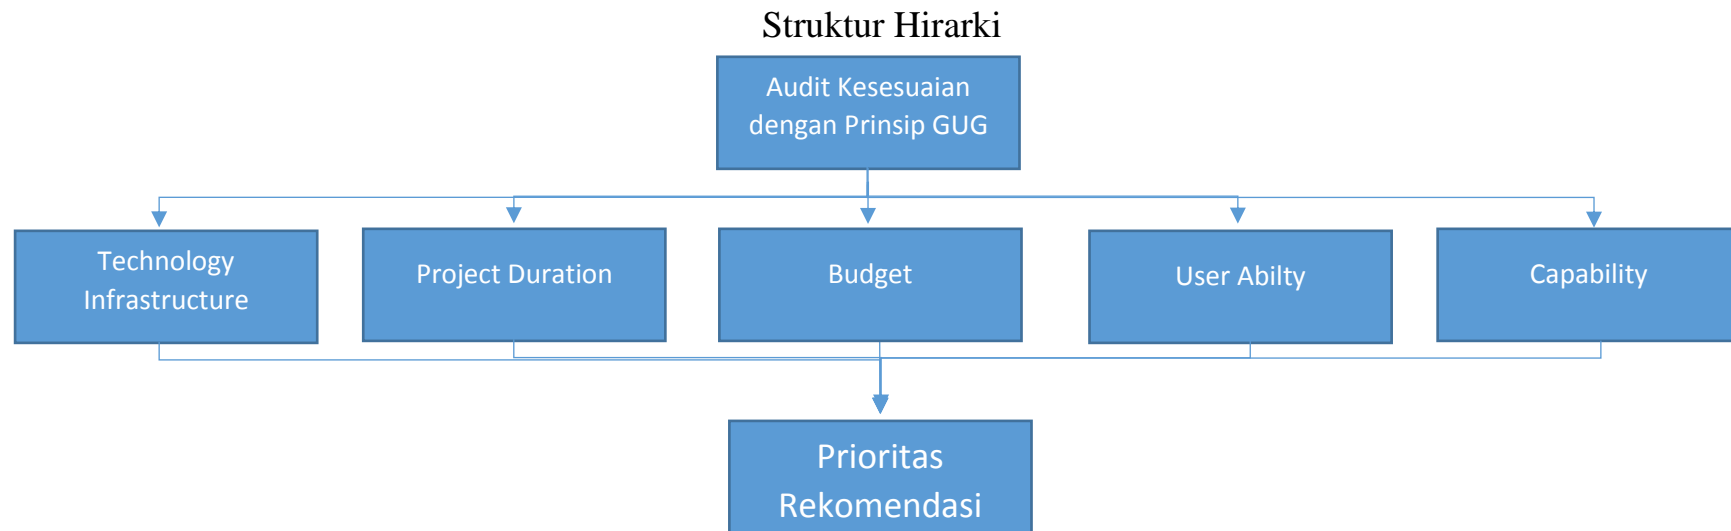 Struktur Hirarki
Audit Kesesuaian
dengan Prinsip GUG
Technology
Infrastructure
Project Duration
Budget
User Abilty
Capability
Prioritas
Rekomendasi